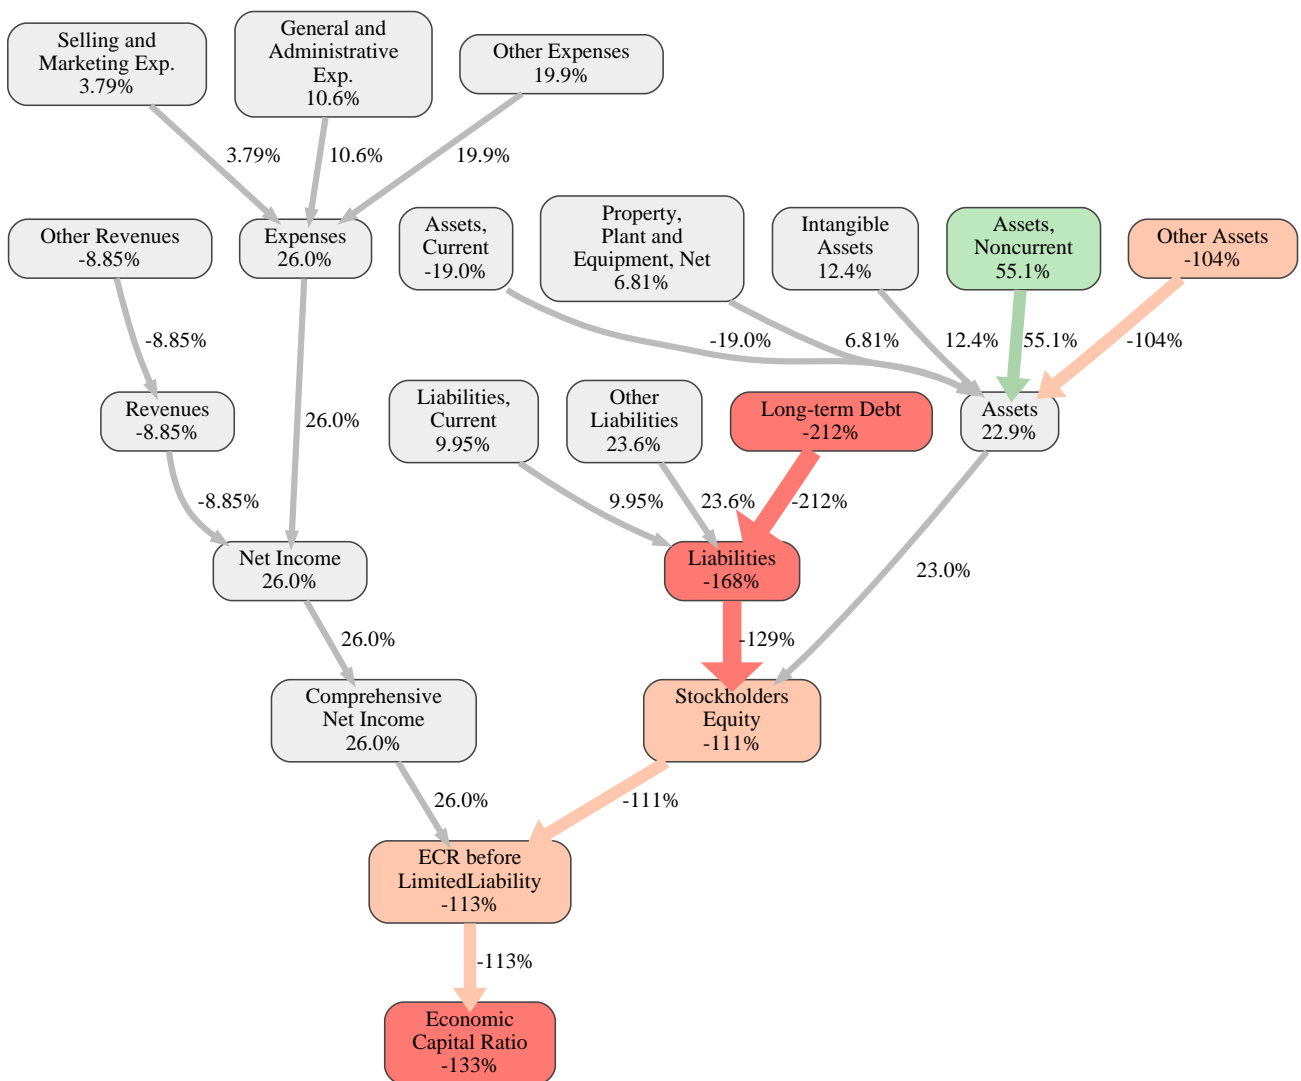 Selling and
Marketing Exp.
3.79%
General and
Administrative
Exp.
10.6%
Other Expenses
19.9%
3.79%
10.6%
19.9%
Other Revenues
-8.85%
Expenses
26.0%
Assets,
Current
-19.0%
Property,
Plant and
Equipment, Net
6.81%
Intangible
Assets
12.4%
Assets,
Noncurrent
55.1%
Other Assets
-104%
-8.85%
-19.0%
6.81%
12.4%
55.1%
-104%
Revenues
-8.85%
26.0%
Liabilities,
Current
9.95%
Other
Liabilities
23.6%
Long-term Debt
-212%
Assets
22.9%
-8.85%
9.95%
23.6%
-212%
Net Income
26.0%
Liabilities
-168%
23.0%
26.0%
-129%
Comprehensive
Net Income
26.0%
Stockholders
Equity
-111%
26.0%
-111%
ECR before
LimitedLiability
-113%
-113%
Economic
Capital Ratio
-133%